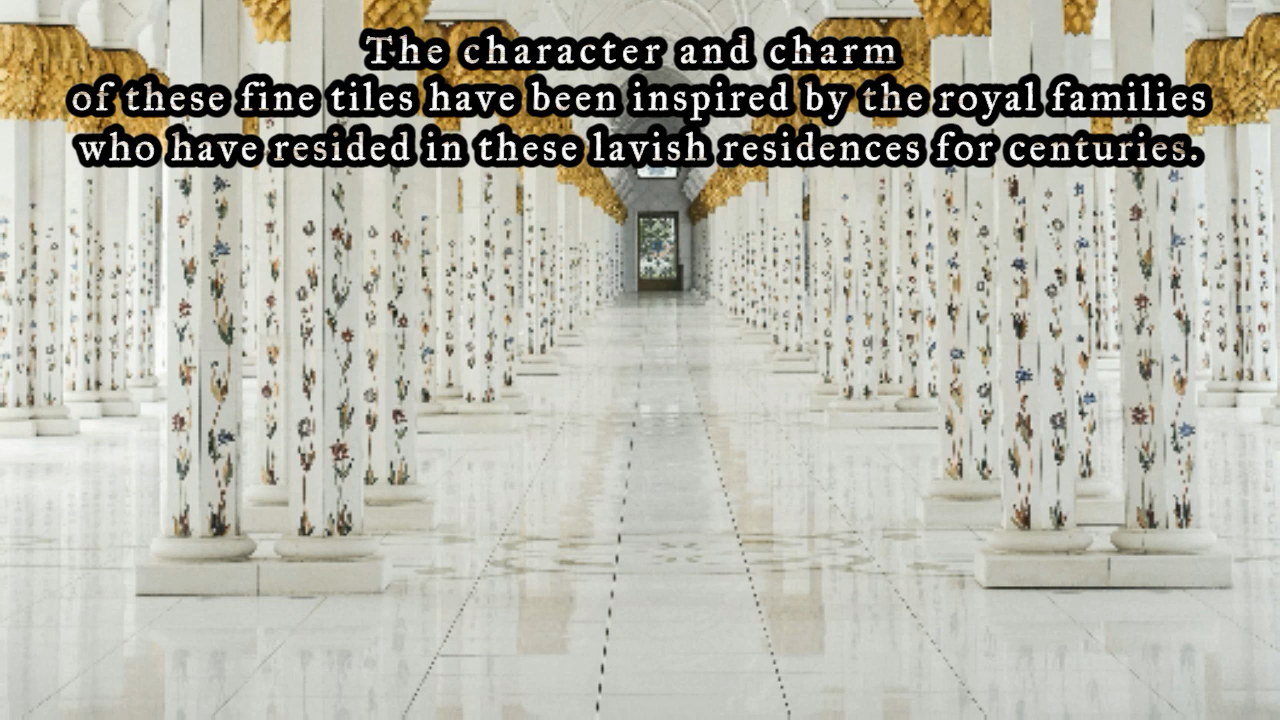 The character and charm
of these fine tiles have been inspired by the royal families
who have resided in these lavish residences for centuries.